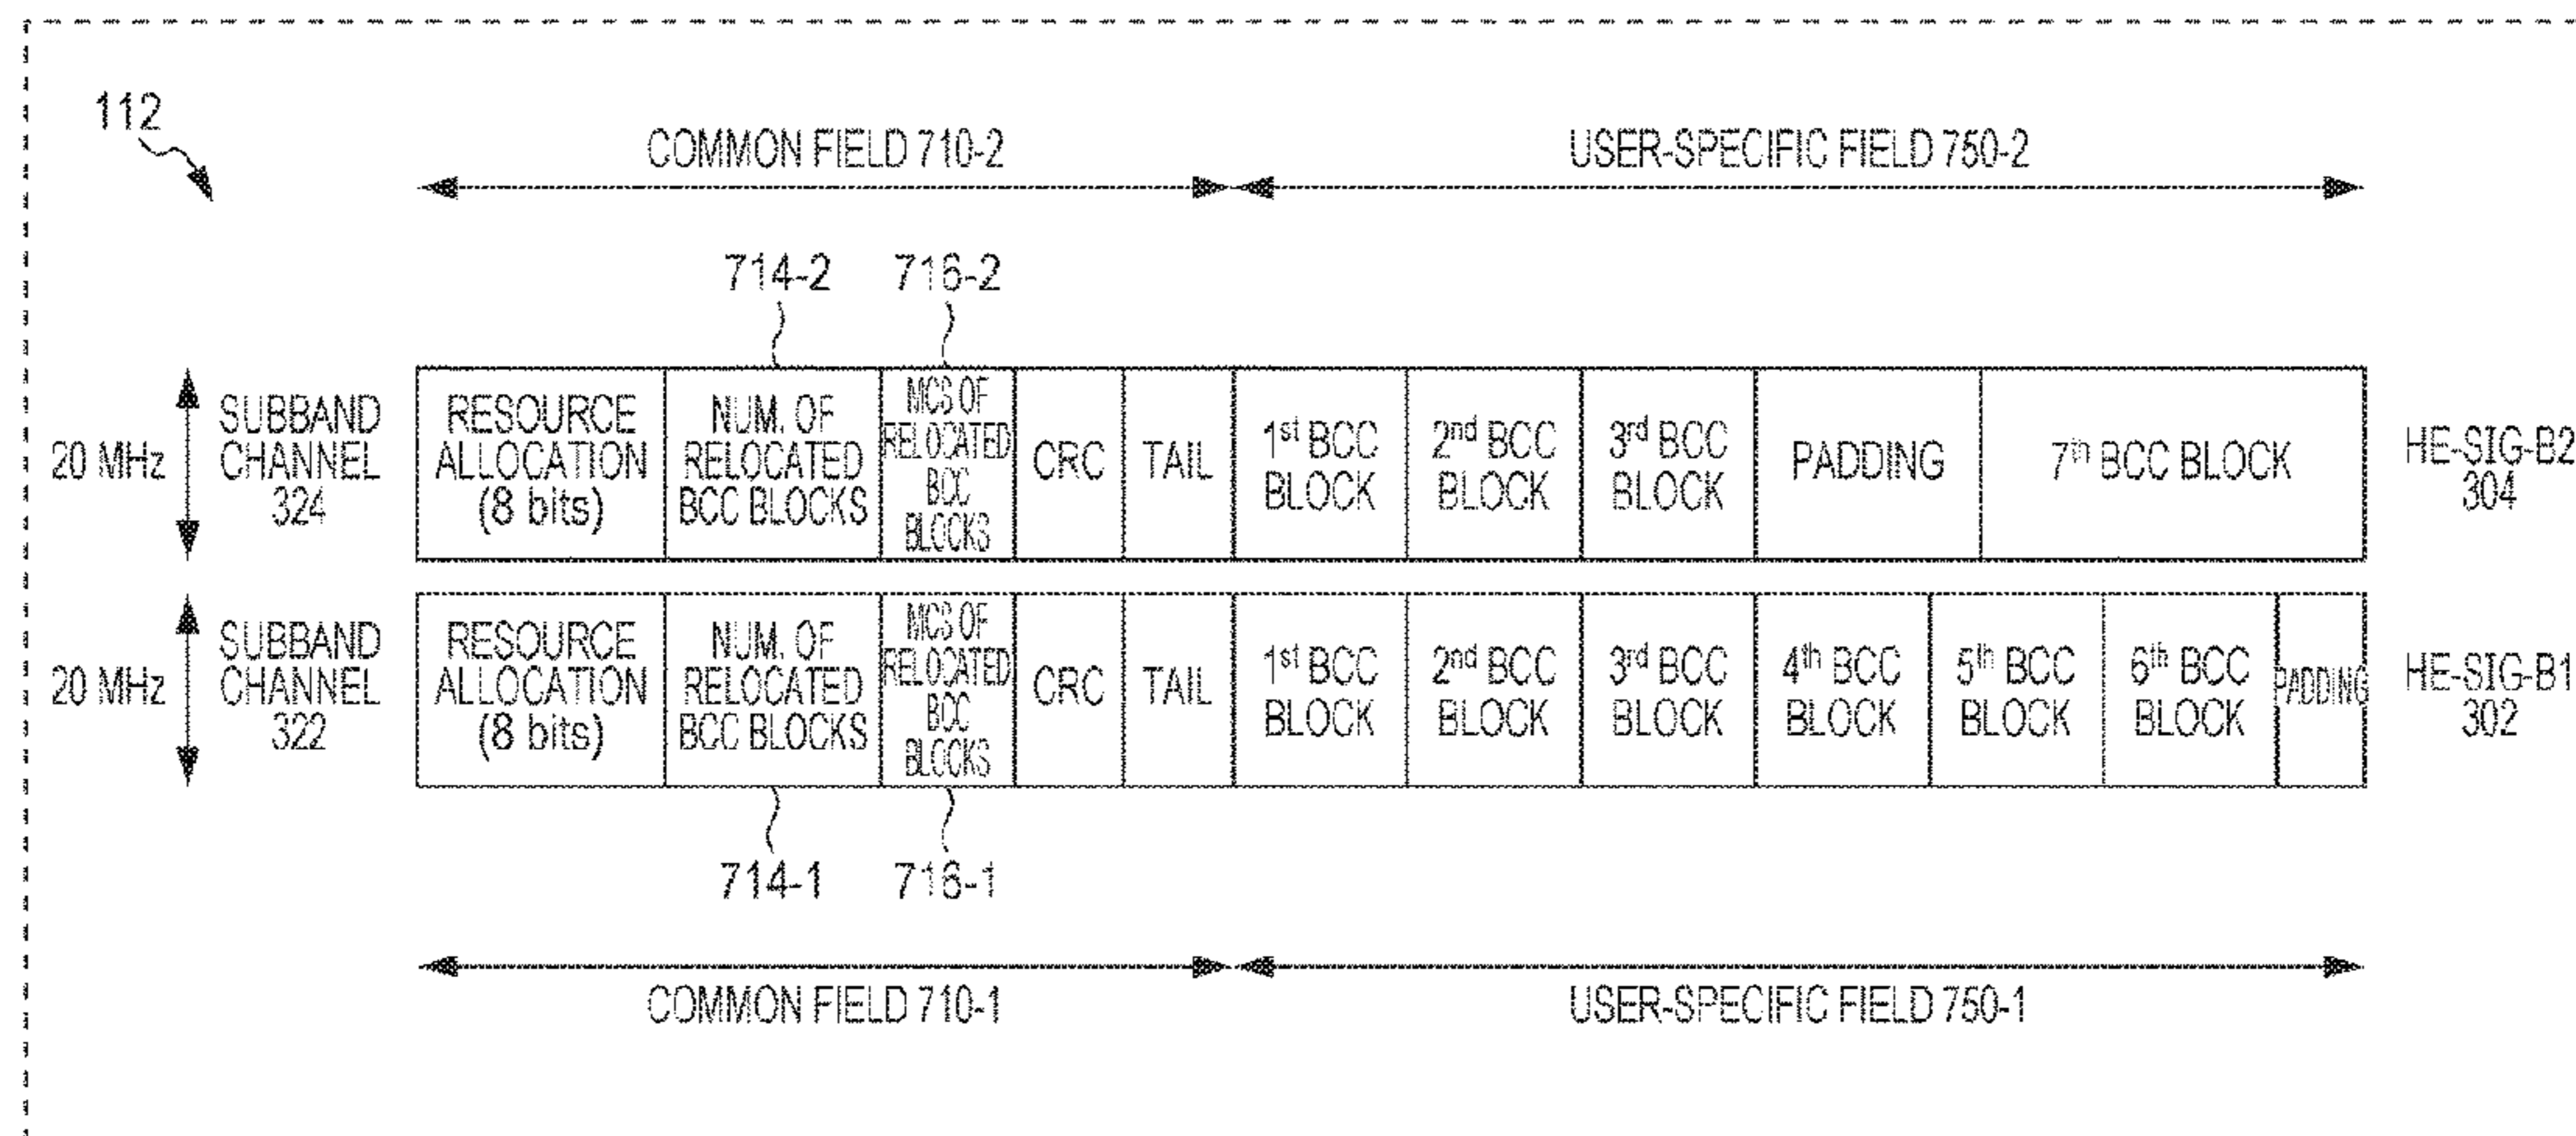 112
COMMON FIELD 710-2
USER-SPECIFIC FIELD 750-2
714-2
716-2
20 MHz
SUBBAND
CHANNEL
324
RESOURCE
ALLOCATION
(8 bits)
NUM. OF
RELOCATED
BCC BLOCKS
MCS OF
RELOCATED
BCC
BLOCKS
CRC
TAIL
1st BCC
BLOCK
2nd BCC
BLOCK
3rd BCC
BLOCK
PADDING
7th BCC BLOCK
HE-SIG-B2
304
20 MHz
SUBBAND
CHANNEL
322
RESOURCE
ALLOCATION
(8 bits)
NUM. OF
RELOCATED
BCC BLOCKS
MCS OF
RELOCATED
BCC
BLOCKS
CRC
TAIL
1st BCC
BLOCK
2nd BCC
BLOCK
3rd BCC
BLOCK
4th BCC
BLOCK
5th BCC
BLOCK
6th BCC
BLOCK
PADDING
HE-SIG-B1
302
714-1
716-1
COMMON FIELD 710-1
USER-SPECIFIC FIELD 750-1